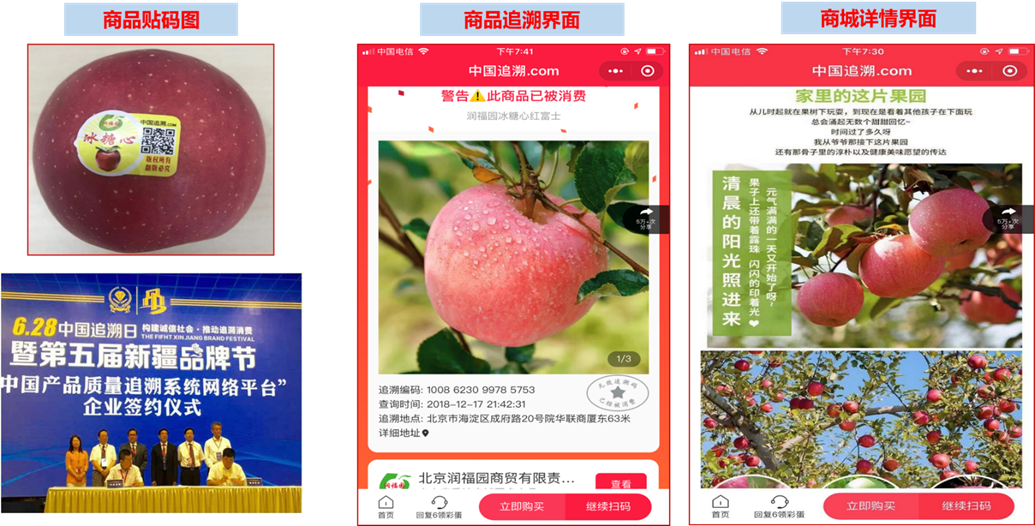 商品贴码图
商品追溯界面
商城详情界面
中国追溯.COM
冰糖心
版权所有
翻版必究
6.28中国追溯日
构建诚信社会·推动追溯消费
THE FIFHT XINJIANG BRAND FESTIVAL
暨第五届新疆品牌节
中国产品质量追溯系统网络平台”
企业签约仪式
中国电信
下午7:41
中国追溯.com
警告⚠此商品已被消费
润福园冰糖心红富士
5万+次
分享
1/3
追溯编码: 1008 6230 9978 5753
查询时间: 2018-12-17 21:42:31
追溯地点: 北京市海淀区成府路20号院华联商厦东63米
详细地址
北京润福园商贸有限责...
查看
首页
回复6领彩蛋
立即购买
继续扫码
中国电信
下午7:30
中国追溯.com
家里的这片果园
从儿时起就在果树下玩耍，到现在是看着其他孩子在下面玩
总会涌起无数个甜甜回忆~
时间过了多久呀
我从爷爷那接下这片果园
还有那骨子里的淳朴以及健康美味愿望的传达
元气满满的一天又开始了呀~
果子上还带着露珠 闪闪的印着光♥
清晨的阳光照进来
5万+次
分享
首页
回复6领彩蛋
立即购买
继续扫码